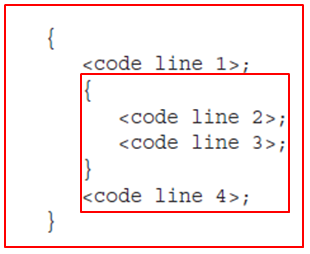 {
<code line 1>;
{
<code line 2>;
<code line 3>;
}
<code line 4>;
}